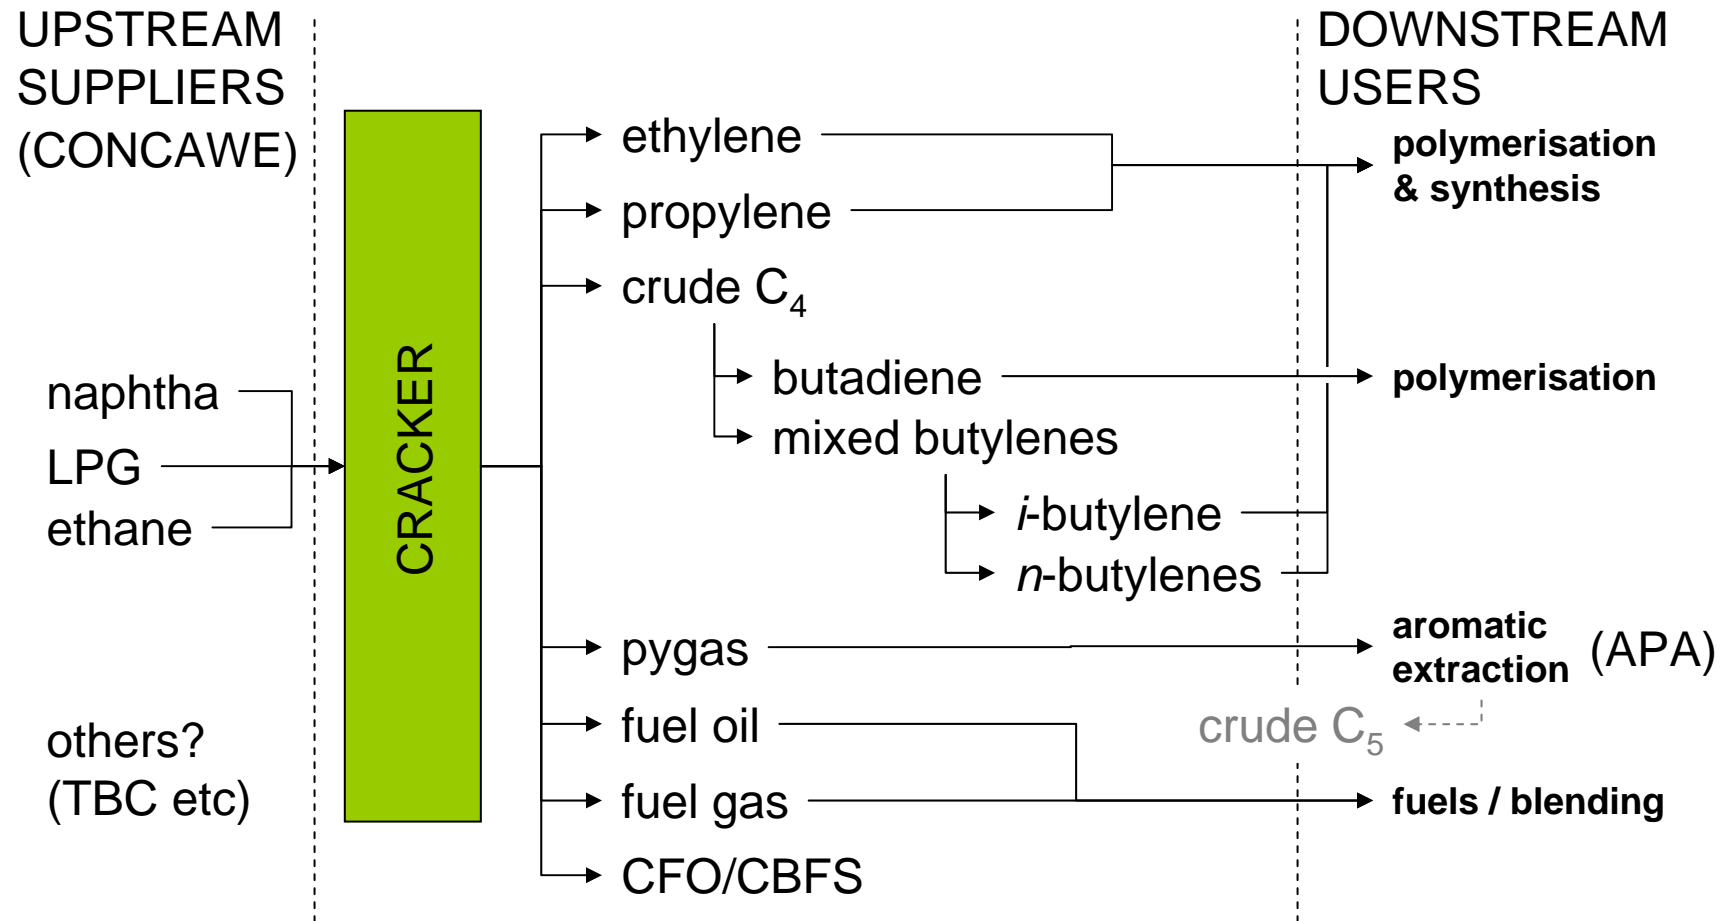 UPSTREAM
SUPPLIERS
(CONCAWE)
naphtha
LPG
ethane
others?
(TBC etc)
CRACKER
ethylene
propylene
crude C₄
butadiene
mixed butylenes
i-butylene
n-butylenes
pygas
fuel oil
fuel gas
CFO/CBFS
DOWNSTREAM
USERS
polymerisation
& synthesis
polymerisation
aromatic
extraction
(APA)
crude C₅
fuels / blending